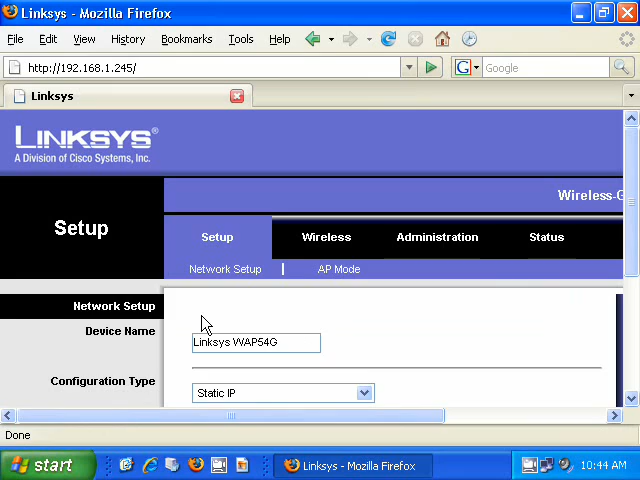 Linksys - Mozilla Firefox
File Edit View History Bookmarks Tools Help
http://192.168.1.245/
G Google
Linksys
LINKSYS®
A Division of Cisco Systems, Inc.
Wireless-G
Setup
Setup Wireless Administration Status
Network Setup AP Mode
Network Setup
Device Name
Linksys WAP54G
Configuration Type
Static IP
Done
start Linksys - Mozilla Firefox 10:44 AM